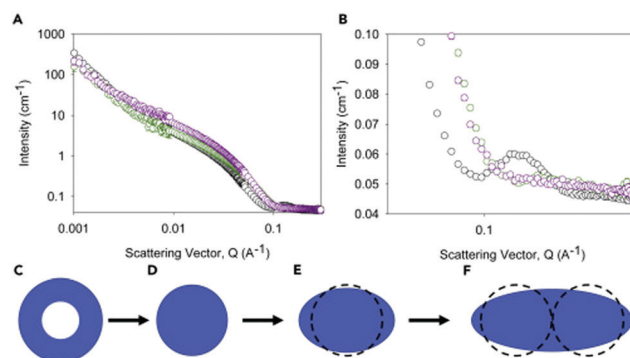 A
B
1000
100
10
1
0.1
Intensity (cm-1)
0.001
0.01
0.1
Scattering Vector, Q (A-1)
0.10
0.09
0.08
0.07
0.06
0.05
0.04
Intensity (cm-1)
0.1
Scattering Vector, Q (A-1)
C
D
E
F